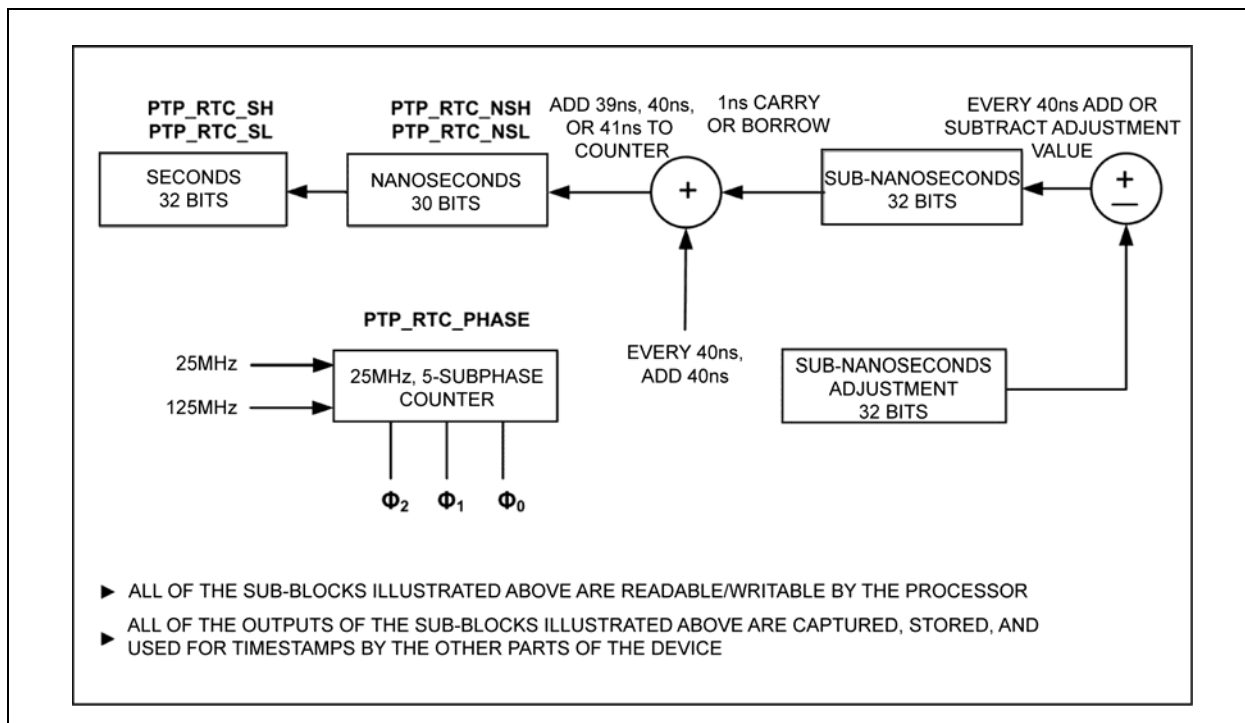 PTP_RTC_SH
PTP_RTC_SL
SECONDS
32 BITS
PTP_RTC_NSH
PTP_RTC_NSL
NANOSECONDS
30 BITS
ADD 39ns, 40ns,
OR 41ns TO
COUNTER
+
1ns CARRY
OR BORROW
SUB-NANOSECONDS
32 BITS
EVERY 40ns ADD OR
SUBTRACT ADJUSTMENT
VALUE
+
—
PTP_RTC_PHASE
25MHz
125MHz
25MHz, 5-SUBPHASE
COUNTER
Φ2 Φ1 Φ0
EVERY 40ns,
ADD 40ns
SUB-NANOSECONDS
ADJUSTMENT
32 BITS
► ALL OF THE SUB-BLOCKS ILLUSTRATED ABOVE ARE READABLE/WRITABLE BY THE PROCESSOR
► ALL OF THE OUTPUTS OF THE SUB-BLOCKS ILLUSTRATED ABOVE ARE CAPTURED, STORED, AND
USED FOR TIMESTAMPS BY THE OTHER PARTS OF THE DEVICE